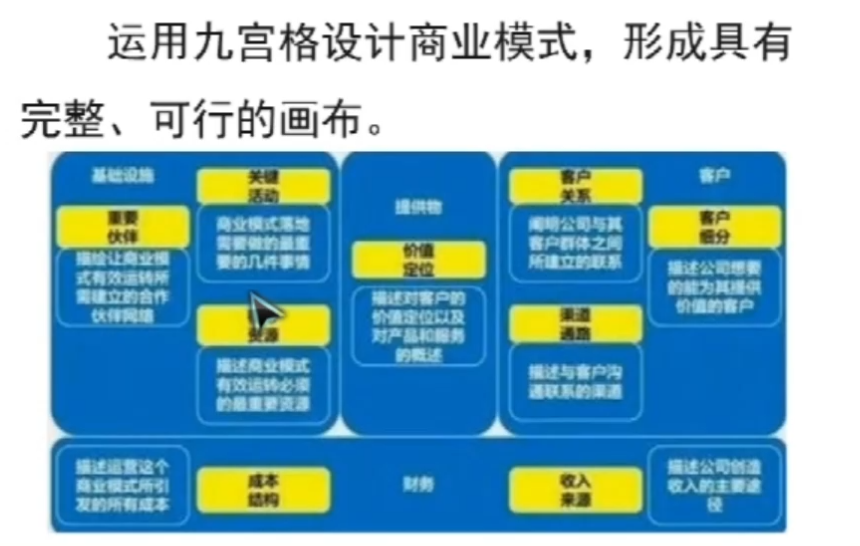 运用九宫格设计商业模式，形成具有
完整、可行的画布。
基础设施
重要
伙伴
描绘让商业模
式有效运转所
需建立的合作
伙伴网络
关键
活动
商业模式落地
需要做的最重
要的几件事情
资源
描述商业模式
有效运转必须
的最重要资源
提供物
价值
定位
描述对客户的
价值定位以及
对产品和服务
的概述
客户
关系
阐明公司与其
客户群体之间
所建立的联系
渠道
通路
描述与客户沟
通联系的渠道
客户
客户
细分
描述公司想要
的能为其提供
价值的客户
描述运营这个
商业模式所引
发的所有成本
成本
结构
财务
收入
来源
描述公司创造
收入的主要途
径